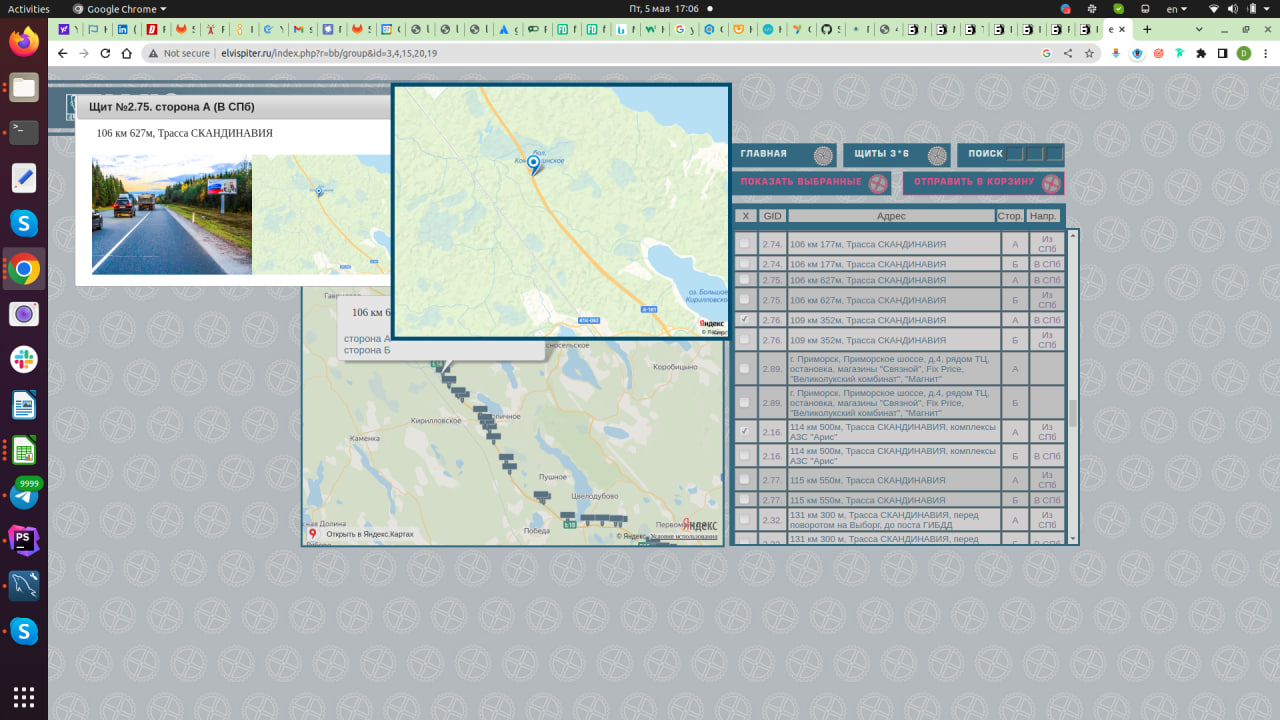 Activities
Google Chrome
Пт, 5 мая 17:06
en
Not secure
elvispiter.ru/index.php?r=bb/group&id=3,4,15,20,19
D
Щит №2.75. сторона А (В СПб)
106 км 627м, Трасса СКАНДИНАВИЯ
оз. Большое
Кирилловское
А-181
41К-082
Яндекс
ГЛАВНАЯ
ЩИТЫ 3*6
ПОИСК
ПОКАЗАТЬ ВЫБРАННЫЕ
ОТПРАВИТЬ В КОРЗИНУ
X GID Адрес Стор. Напр.
2.74. 106 км 177м, Трасса СКАНДИНАВИЯ А Из СПб
2.74. 106 км 177м, Трасса СКАНДИНАВИЯ Б В СПб
2.75. 106 км 627м, Трасса СКАНДИНАВИЯ А В СПб
2.75. 106 км 627м, Трасса СКАНДИНАВИЯ Б Из СПб
2.76. 109 км 352м, Трасса СКАНДИНАВИЯ А В СПб
2.76. 109 км 352м, Трасса СКАНДИНАВИЯ Б Из СПб
2.89. г. Приморск, Приморское шоссе, д.4, рядом ТЦ,
остановка, магазины "Связной", Fix Price,
"Великолукский комбинат", "Магнит" А
2.89. г. Приморск, Приморское шоссе, д.4, рядом ТЦ,
остановка, магазины "Связной", Fix Price,
"Великолукский комбинат", "Магнит" Б
2.16. 114 км 500м, Трасса СКАНДИНАВИЯ, комплексы
АЗС "Арис" А Из СПб
2.16. 114 км 500м, Трасса СКАНДИНАВИЯ, комплексы
АЗС "Арис" Б В СПб
2.77. 115 км 550м, Трасса СКАНДИНАВИЯ А Из СПб
2.77. 115 км 550м, Трасса СКАНДИНАВИЯ Б В СПб
2.32. 131 км 300 м, Трасса СКАНДИНАВИЯ, перед
поворотом на Выборг, до поста ГИБДД А Из СПб
131 км 300 м, Трасса СКАНДИНАВИЯ, перед
106 км 6
сторона А
сторона Б
Коробицыно
Кирилловское
Каменка
Пушное
Цвелодубово
Победа
Яндекс
Открыть в Яндекс.Картах
© Яндекс Условия использования
9999
PS